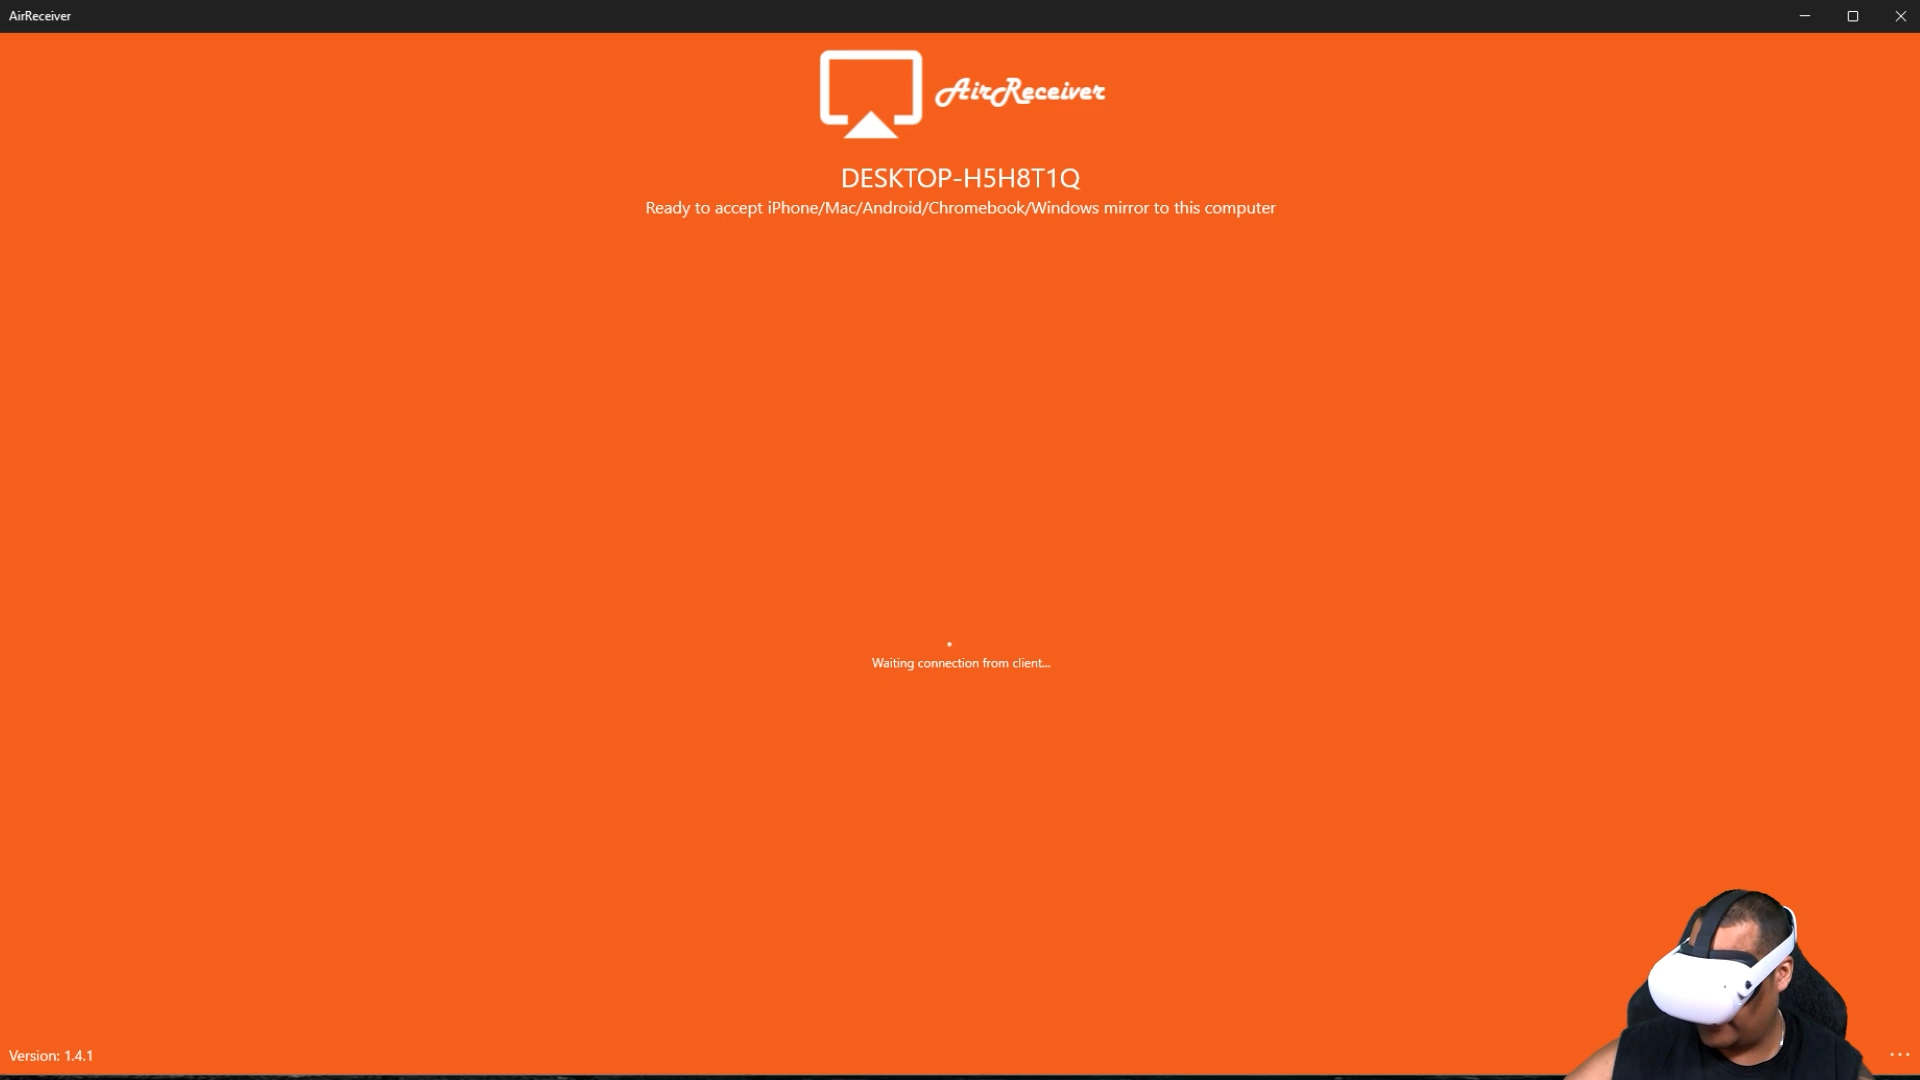 AirReceiver
AirReceiver
DESKTOP-H5H8T1Q
Ready to accept iPhone/Mac/Android/Chromebook/Windows mirror to this computer
Waiting connection from client...
Version: 1.4.1